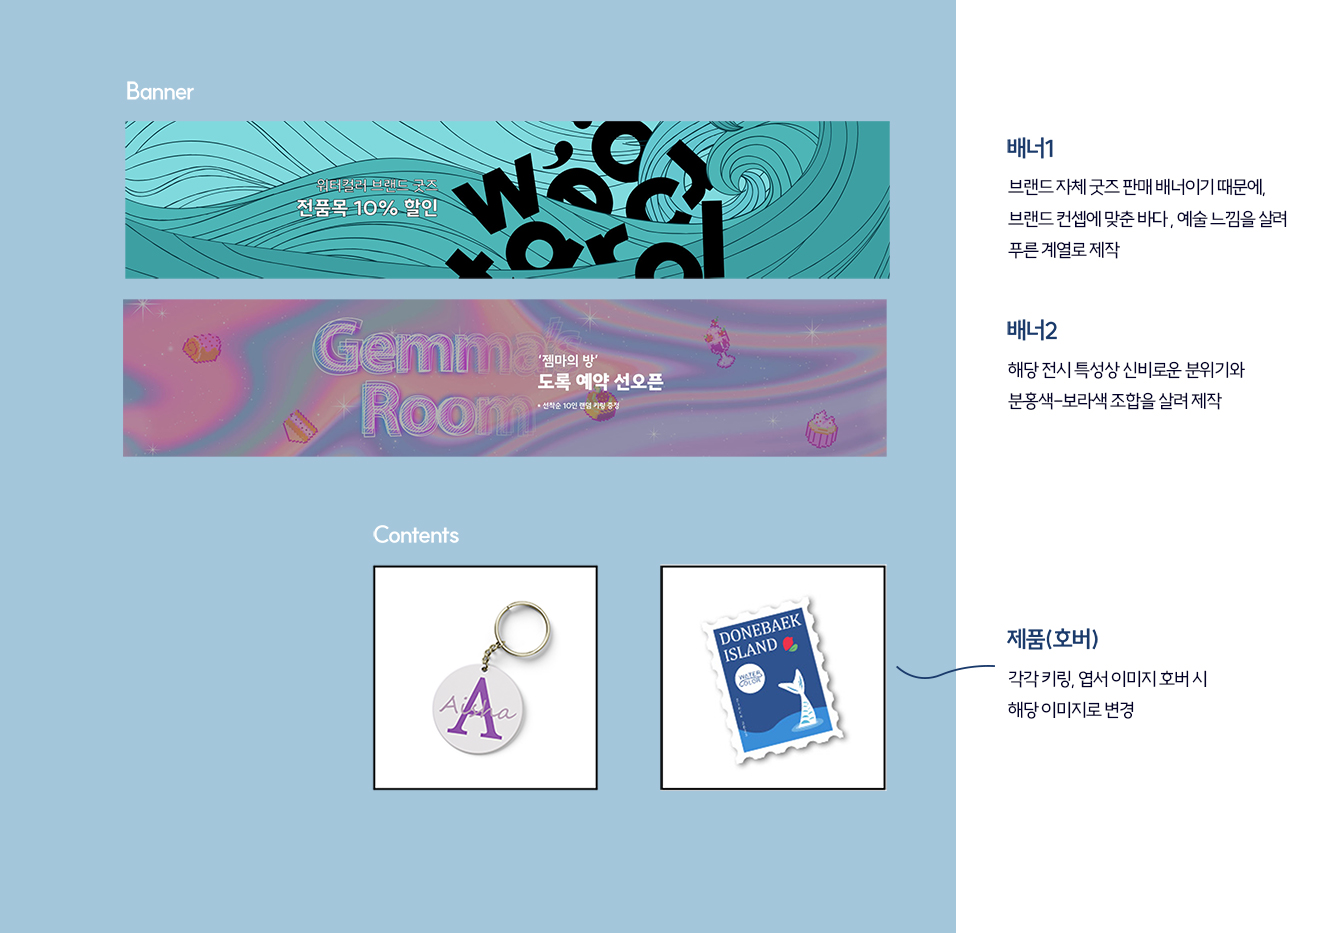 Banner
워터컬러 브랜드 굿즈
전품목 10% 할인
Gemma's
Room
'젬마의 방'
도록 예약 선오픈
• 선착순 10인 랜덤 키링 증정
배너1
브랜드 자체 굿즈 판매 배너이기 때문에,
브랜드 컨셉에 맞춘 바다 , 예술 느낌을 살려
푸른 계열로 제작
배너2
해당 전시 특성상 신비로운 분위기와
분홍색-보라색 조합을 살려 제작
Contents
A
DONEBAEK
ISLAND
WATER
COLOR
제품(호버)
각각 키링, 엽서 이미지 호버 시
해당 이미지로 변경